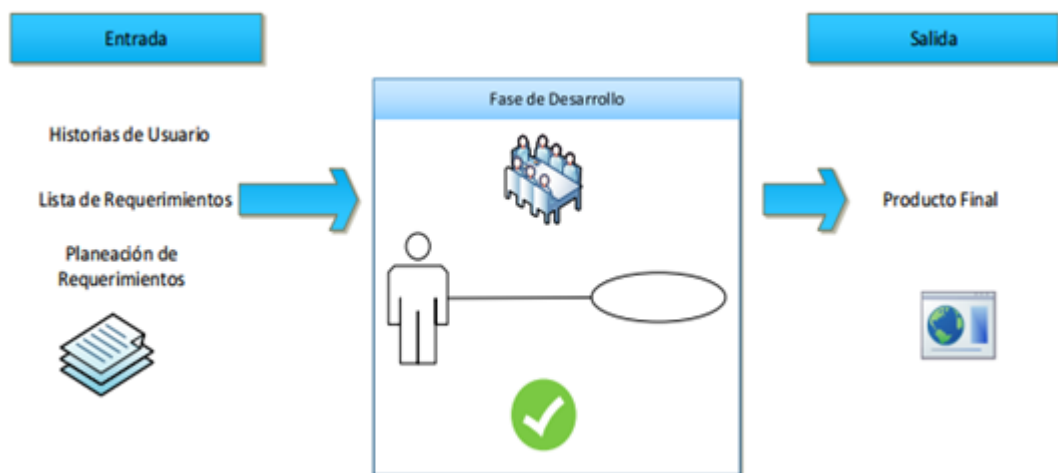 Entrada
Salida
Fase de Desarrollo
Historias de Usuario
Lista de Requerimientos
Producto Final
Planeación de
Requerimientos